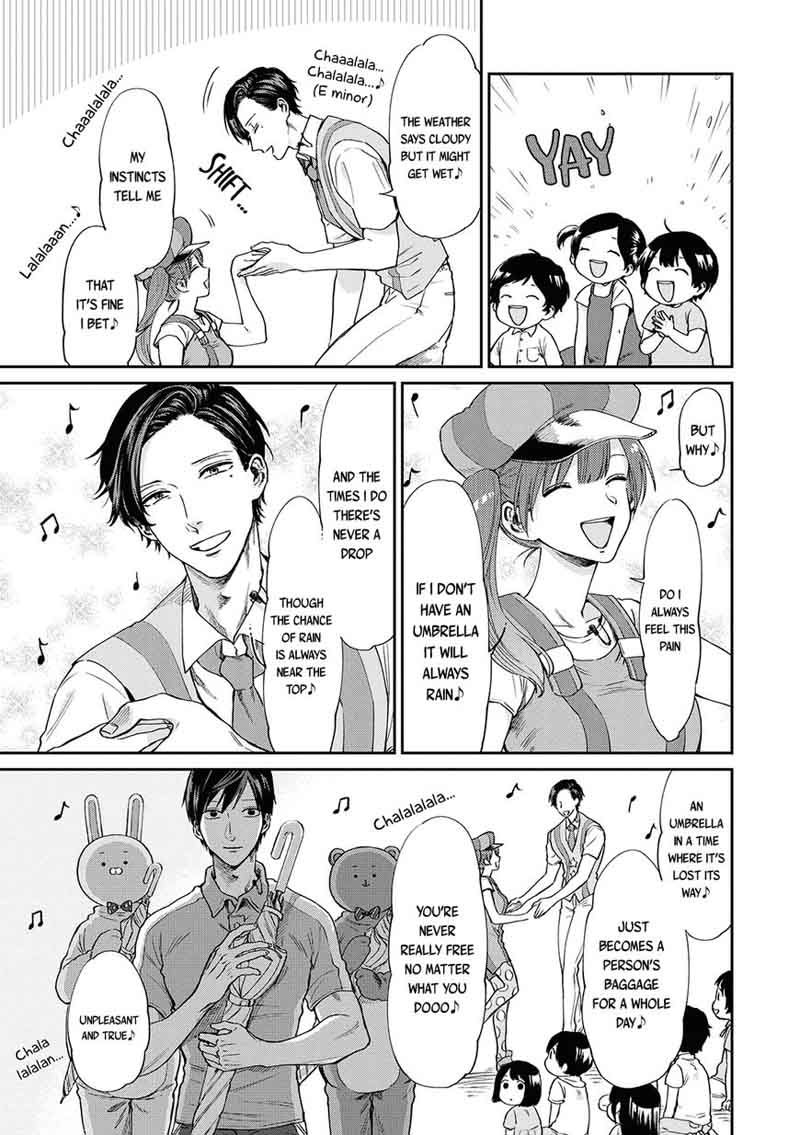 YAY
Chaaalala...
Chalalala...♪
(E minor)
THE WEATHER
SAYS CLOUDY
BUT IT MIGHT
GET WET♪
SHIFT...
Chaaalalala...
MY
INSTINCTS
TELL ME
THAT
IT'S FINE
I BET♪
Lalalaaan...♪
BUT
WHY♪
DO I
ALWAYS
FEEL THIS
PAIN
IF I DON'T
HAVE AN
UMBRELLA
IT WILL
ALWAYS
RAIN♪
AND THE
TIMES I DO
THERE'S
NEVER A
DROP
THOUGH
THE CHANCE
OF RAIN
IS ALWAYS
NEAR THE
TOP♪
AN
UMBRELLA
IN A TIME
WHERE IT'S
LOST ITS
WAY♪
JUST
BECOMES A
PERSON'S
BAGGAGE
FOR A WHOLE
DAY♪
Chalalalala...
YOU'RE
NEVER
REALLY FREE
NO MATTER
WHAT YOU
DOOO♪
UNPLEASANT
AND TRUE♪
Chala
lalalan...